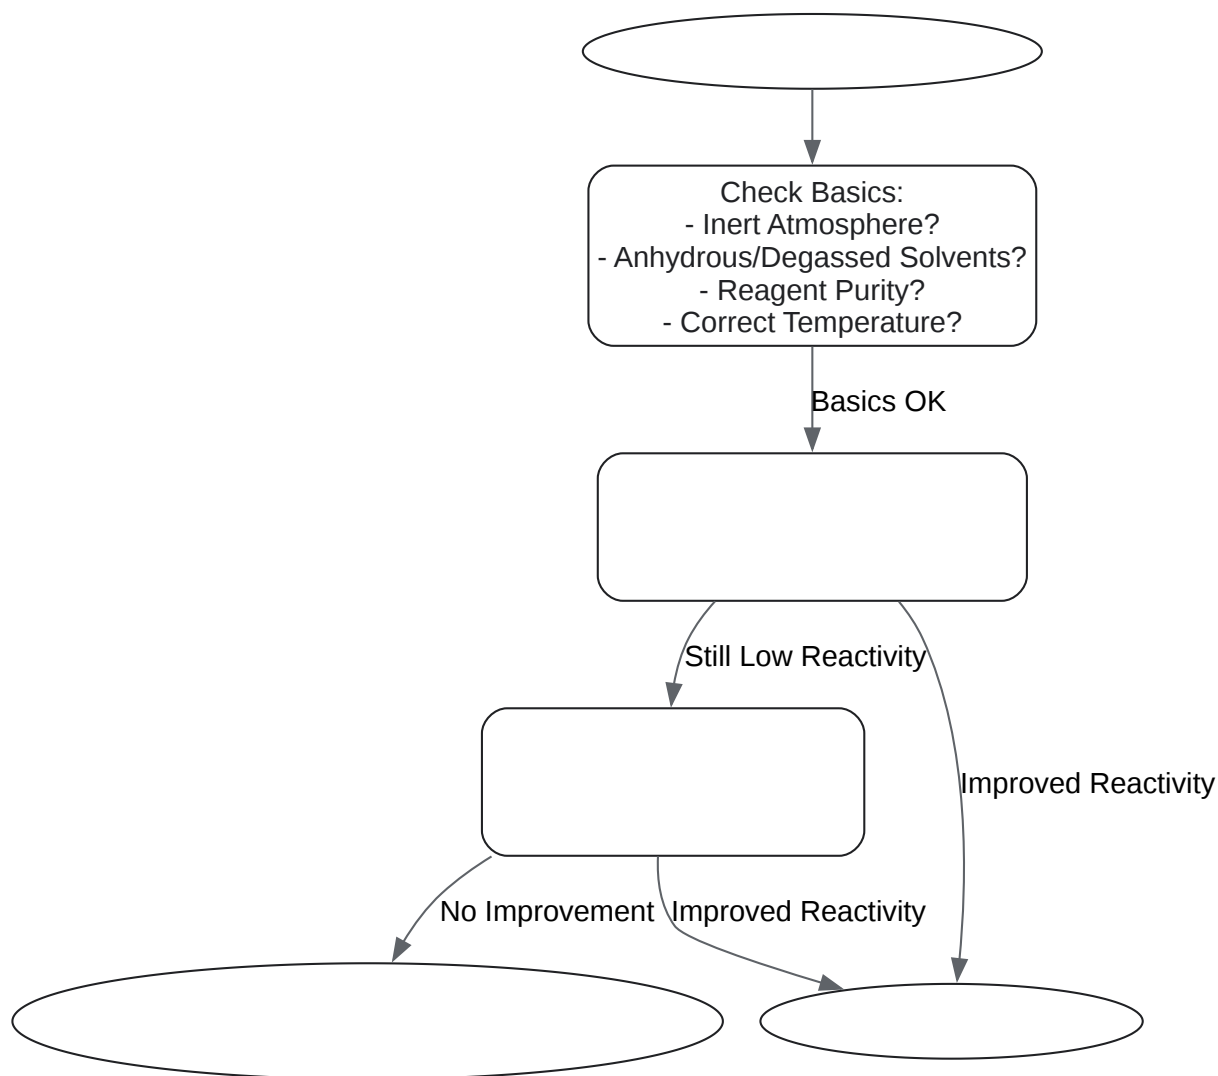 Check Basics:
- Inert Atmosphere?
- Anhydrous/Degassed Solvents?
- Reagent Purity?
- Correct Temperature?
Basics OK
Still Low Reactivity
Improved Reactivity
No Improvement
Improved Reactivity